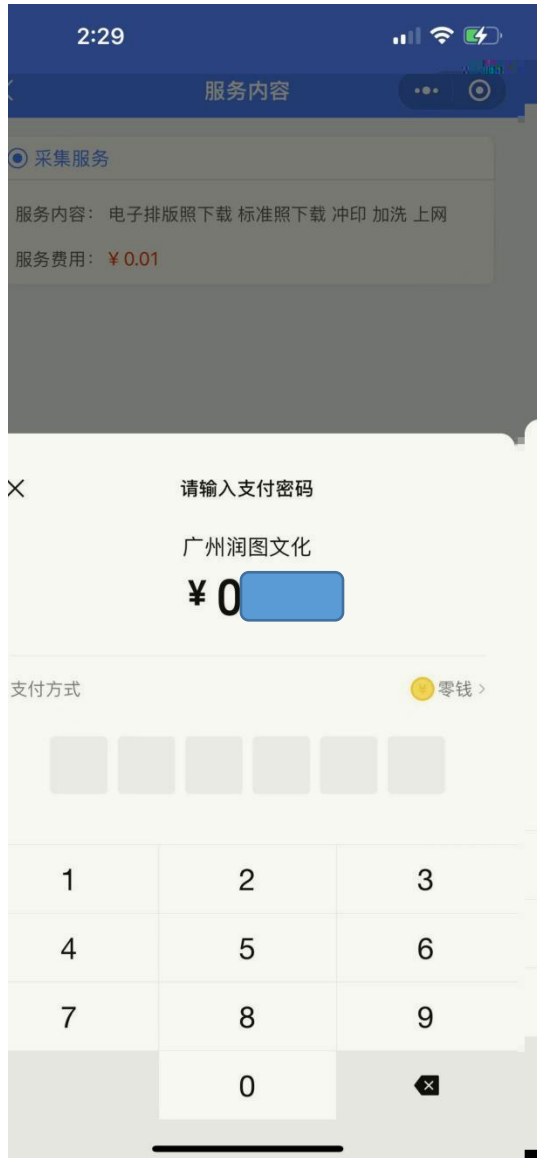 2:29
服务内容
采集服务
服务内容： 电子排版照下载 标准照下载 冲印 加洗 上网
服务费用：￥0.01
请输入支付密码
广州润图文化
￥0
支付方式
零钱
1 2 3
4 5 6
7 8 9
0